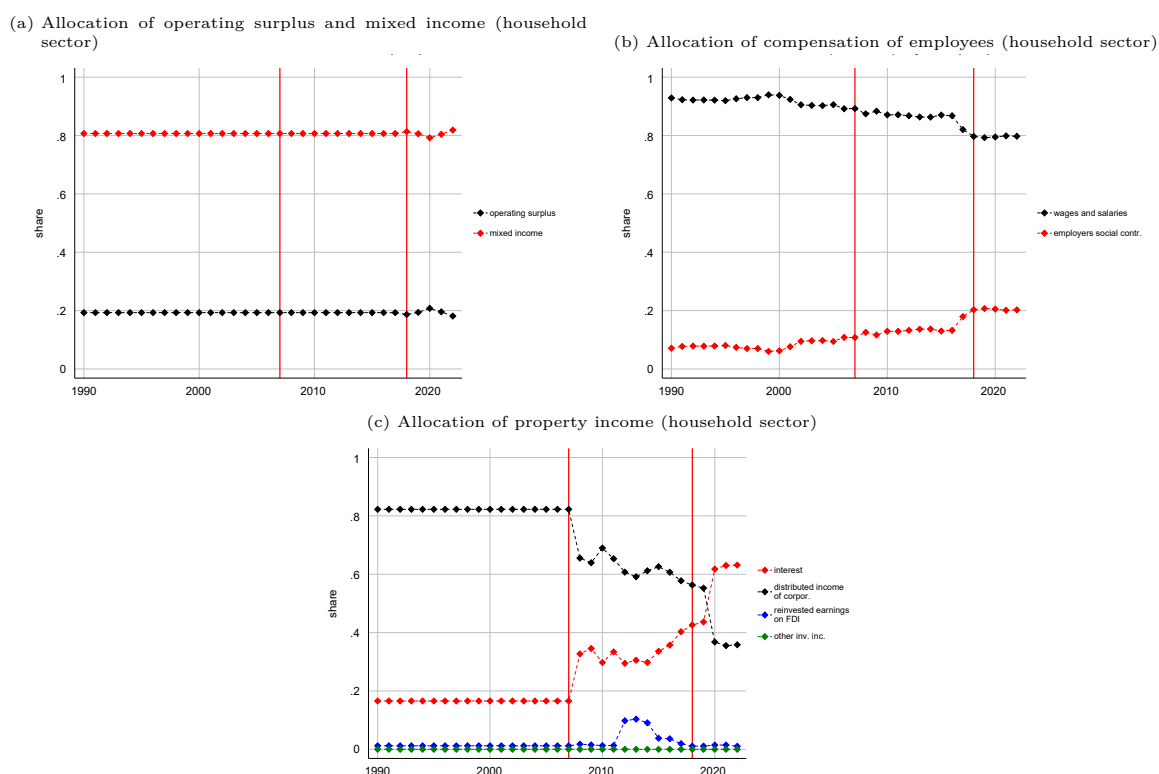 (a) Allocation of operating surplus and mixed income (household
sector)
1
.8
.6
.4
.2
0
share
1990
2000
2010
2020
operating surplus
mixed income
(b) Allocation of compensation of employees (household sector)
1
.8
.6
.4
.2
0
share
1990
2000
2010
2020
wages and salaries
employers social contr.
(c) Allocation of property income (household sector)
1
.8
.6
.4
.2
0
share
1990
2000
2010
2020
interest
distributed income
of corpor.
reinvested earnings
on FDI
other inv. inc.